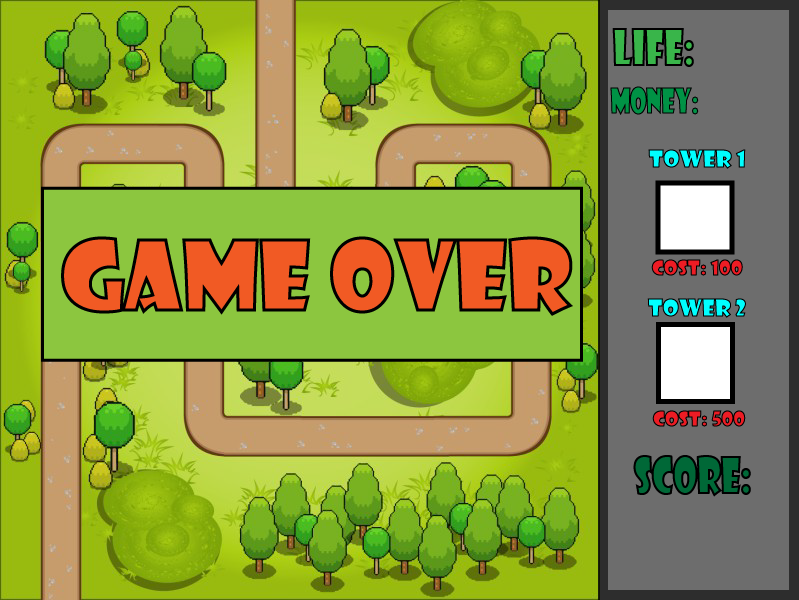 GAME OVER
LIFE:
MONEY:
TOWER 1
COST: 100
TOWER 2
COST: 500
SCORE: